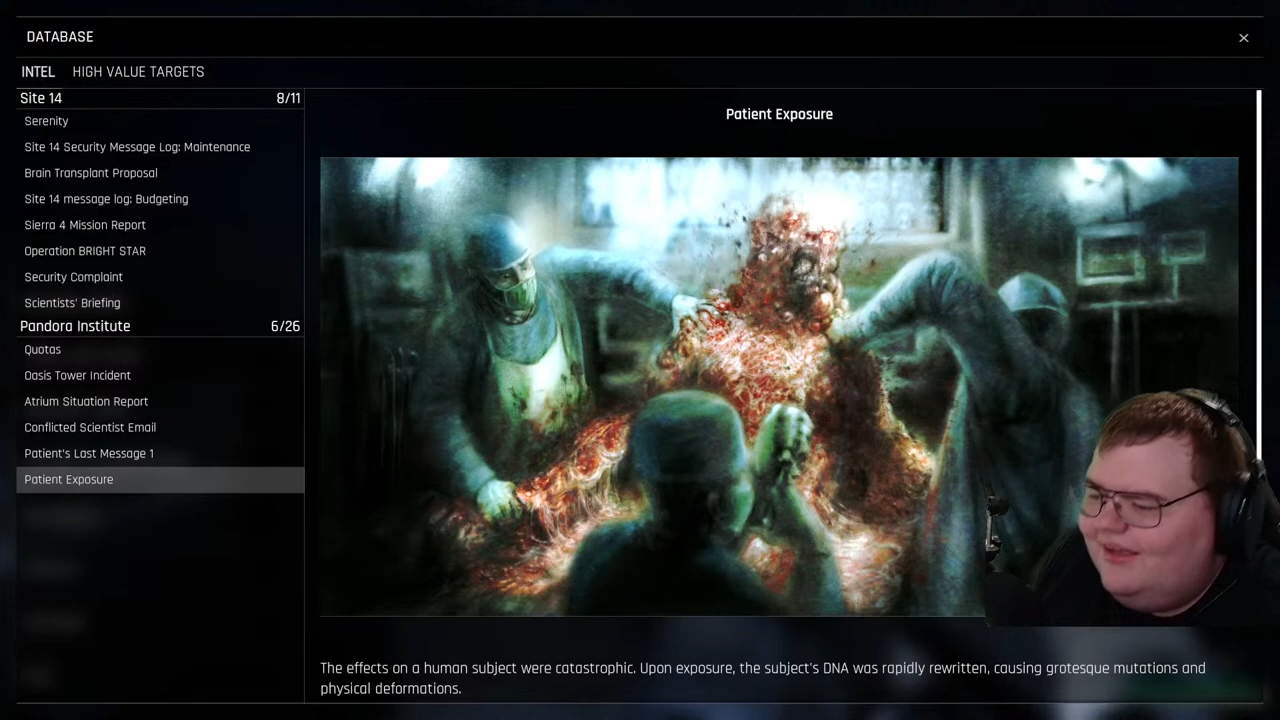 DATABASE
INTEL HIGH VALUE TARGETS
Site 14 8/11
Serenity
Site 14 Security Message Log: Maintenance
Brain Transplant Proposal
Site 14 message log: Budgeting
Sierra 4 Mission Report
Operation BRIGHT STAR
Security Complaint
Scientists' Briefing
Pandora Institute 6/26
Quotas
Oasis Tower Incident
Atrium Situation Report
Conflicted Scientist Email
Patient's Last Message 1
Patient Exposure
Patient Exposure
The effects on a human subject were catastrophic. Upon exposure, the subject's DNA was rapidly rewritten, causing grotesque mutations and
physical deformations.